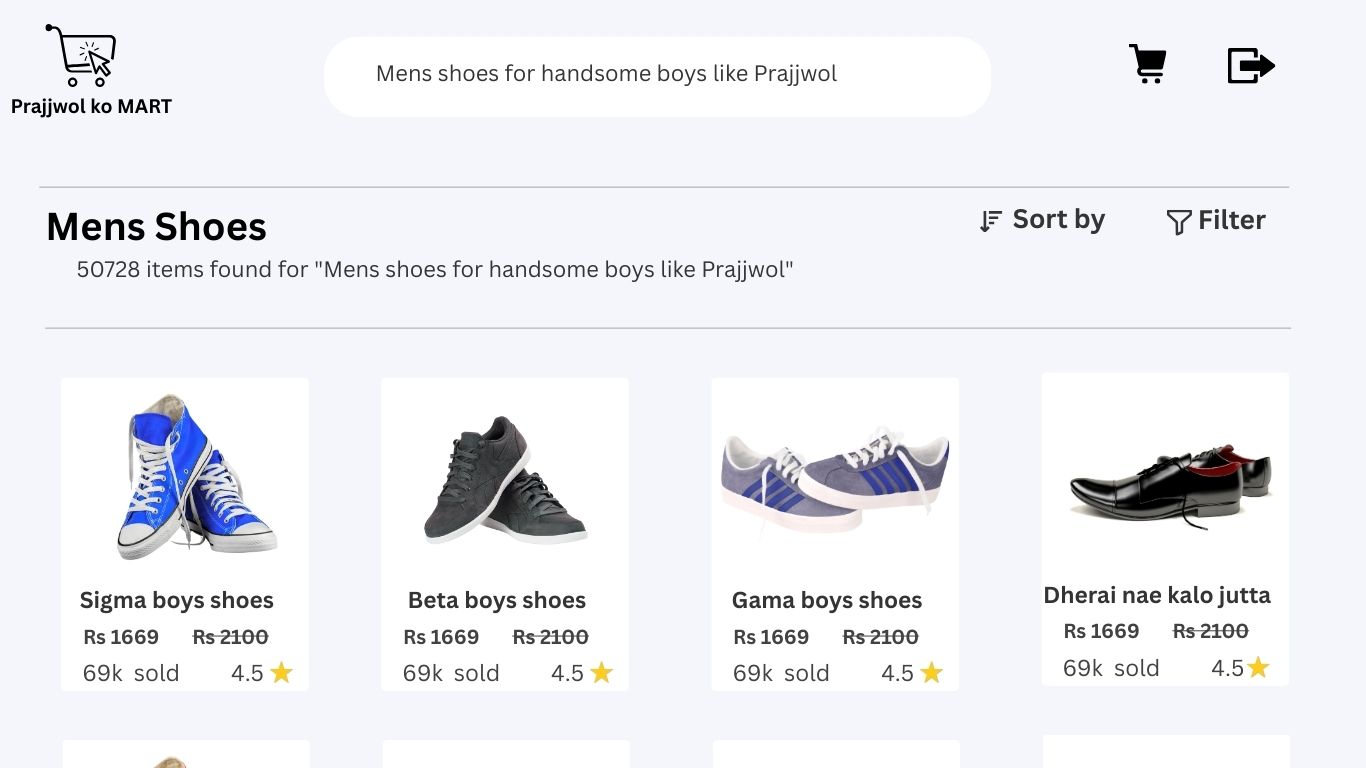 Mens shoes for handsome boys like Prajjwol
Prajjwol ko MART
Mens Shoes
Sort by
Filter
50728 items found for "Mens shoes for handsome boys like Prajjwol"
Sigma boys shoes
Rs 1669 Rs 2100
69k sold 4.5
Beta boys shoes
Rs 1669 Rs 2100
69k sold 4.5
Gama boys shoes
Rs 1669 Rs 2100
69k sold 4.5
Dherai nae kalo jutta
Rs 1669 Rs 2100
69k sold 4.5